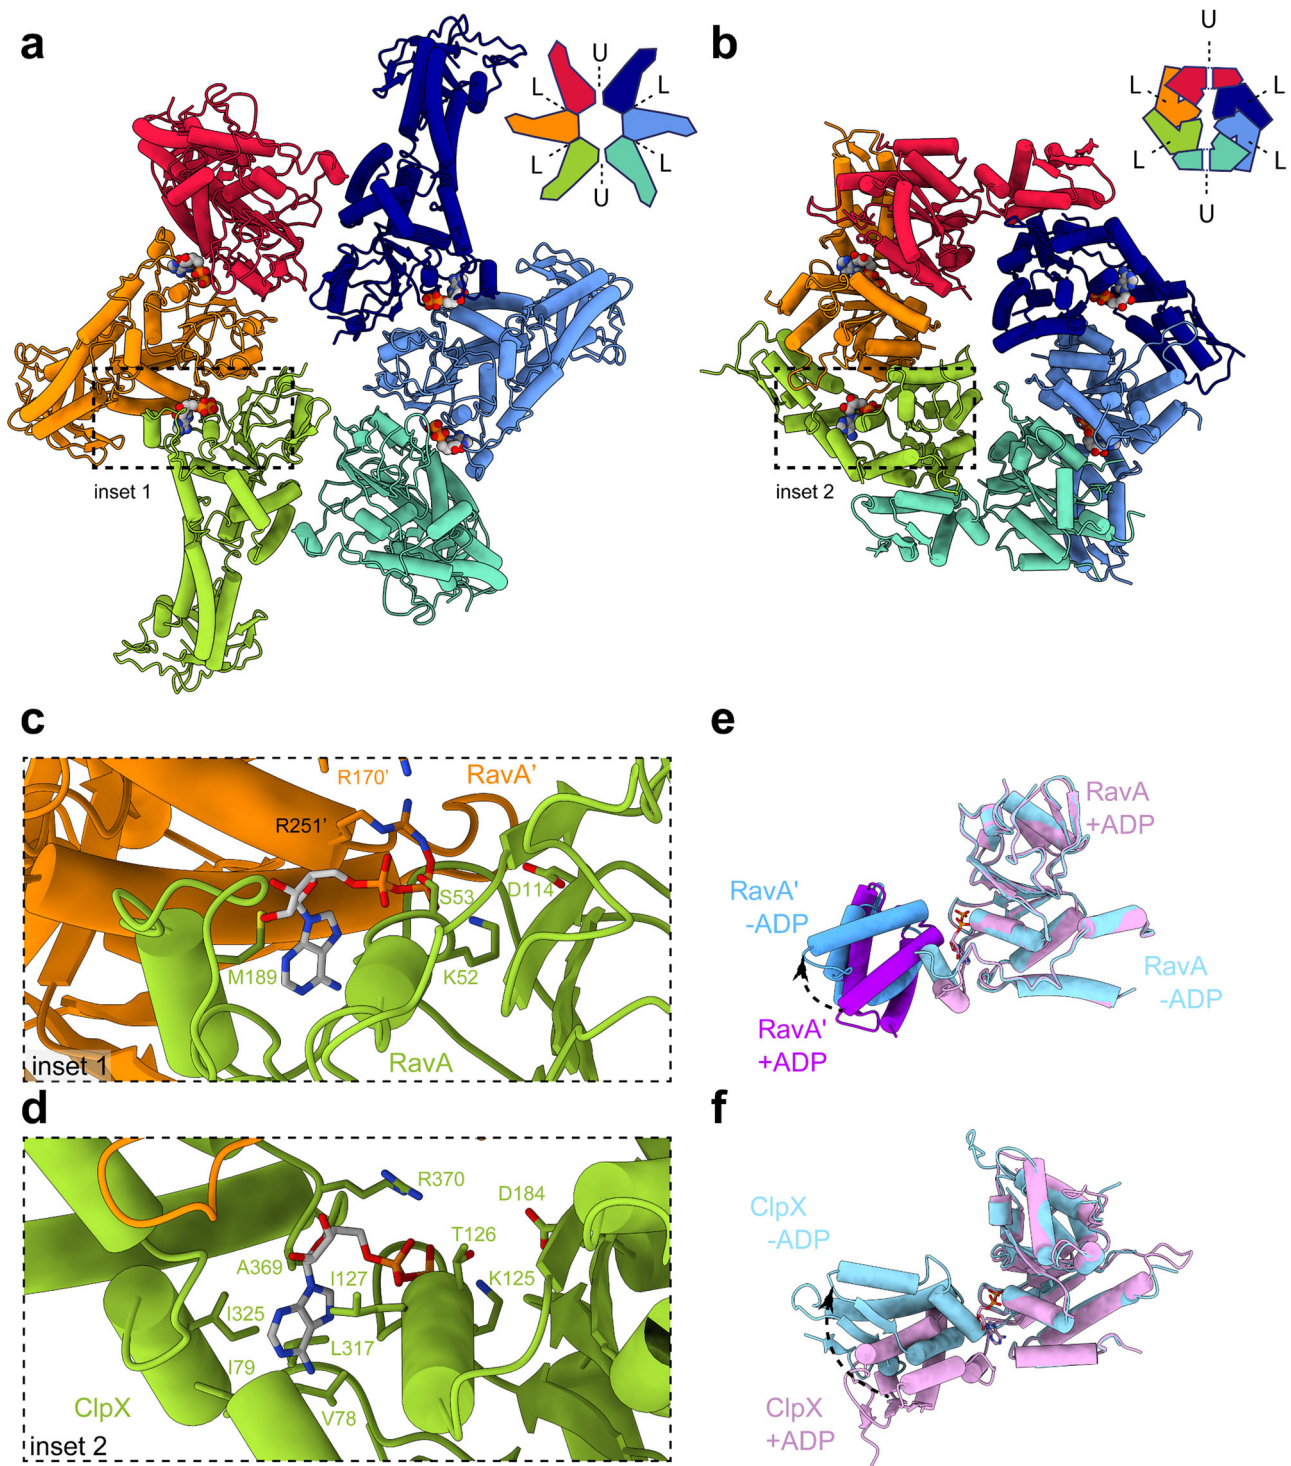 a
U
L
L
L
L
U
inset 1
b
U
L
L
L
L
U
inset 2
c
R170'
RavA'
R251'
S53
D114
M189
K52
RavA
inset 1
d
R370
D184
T126
A369
I127
K125
I325
L317
I79
V78
ClpX
inset 2
e
RavA
+ADP
RavA'
-ADP
RavA
-ADP
RavA'
+ADP
f
ClpX
-ADP
ClpX
+ADP